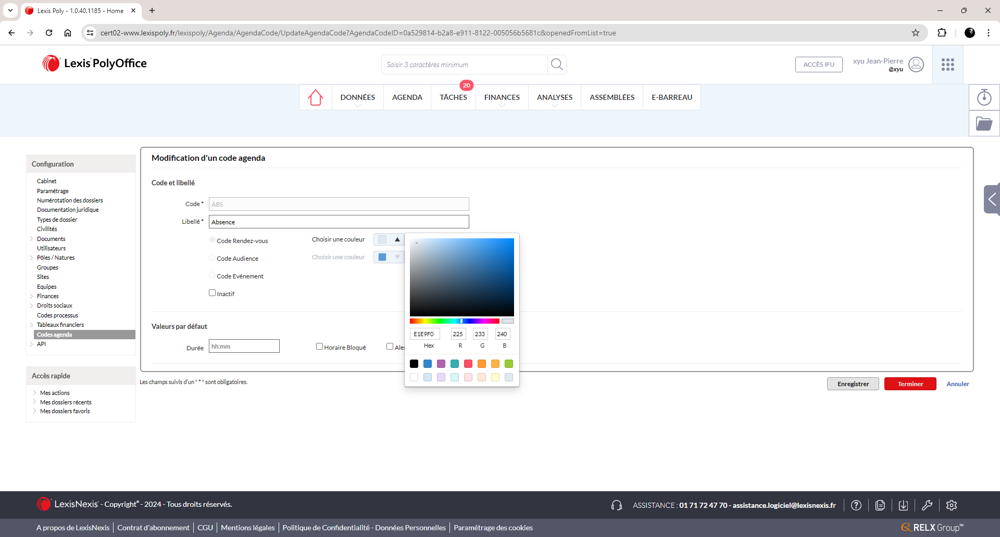 Lexis Poly - 1.0.40.1185 - Home
cert02-www.lexispoly.fr/lexispoly/Agenda/AgendaCode/UpdateAgendaCode?AgendaCodeID=0a529814-b2a8-e911-8122-005056b5681c&openedFromList=true
Lexis® PolyOffice
Saisir 3 caractères minimum
ACCÈS IFU
xyu Jean-Pierre
@xyu
20
DONNÉES
AGENDA
TÂCHES
FINANCES
ANALYSES
ASSEMBLÉES
E-BARREAU
Configuration
Cabinet
Paramétrage
Numérotation des dossiers
Documentation juridique
Types de dossier
Civilités
Documents
Utilisateurs
Pôles / Natures
Groupes
Sites
Equipes
Finances
Droits sociaux
Codes processus
Tableaux financiers
Codes agenda
API
Accès rapide
Mes actions
Mes dossiers récents
Mes dossiers favoris
Modification d'un code agenda
Code et libellé
Code * ABS
Libellé * Absence
Code Rendez-vous Choisir une couleur
Code Audience Choisir une couleur
Code Evénement
Inactif
E1E9F0 225 233 240
Hex R G B
Valeurs par défaut
Durée hh:mm Horaire Bloqué Ale
Les champs suivis d'un " * " sont obligatoires.
Enregistrer
Terminer
Annuler
LexisNexis® - Copyright© - 2024 - Tous droits réservés.
ASSISTANCE : 01 71 72 47 70 - assistance.logiciel@lexisnexis.fr
A propos de LexisNexis
Contrat d'abonnement
CGU
Mentions légales
Politique de Confidentialité - Données Personnelles
Paramétrage des cookies
RELX Group™